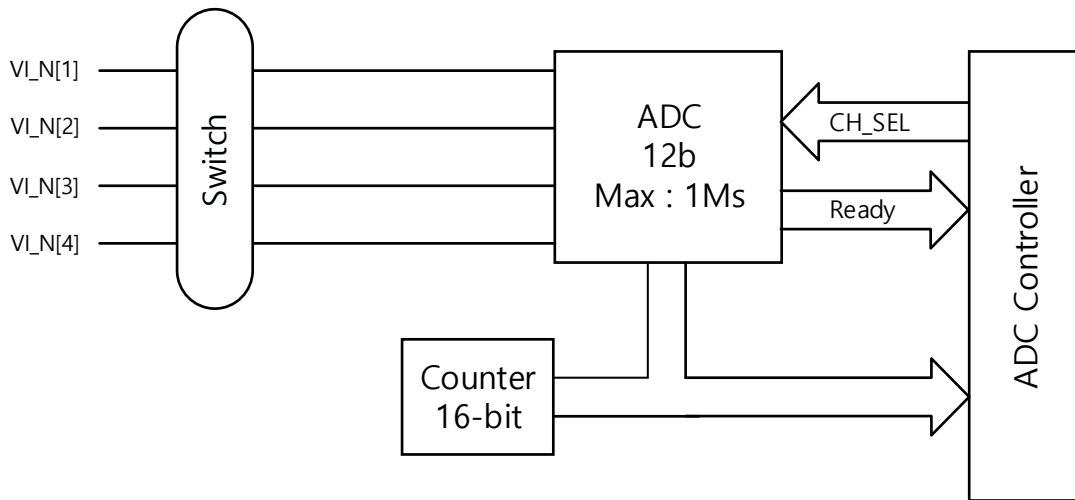 VI_N[1]
VI_N[2]
VI_N[3]
VI_N[4]
Switch
ADC
12b
Max : 1Ms
CH_SEL
Ready
Counter
16-bit
ADC Controller